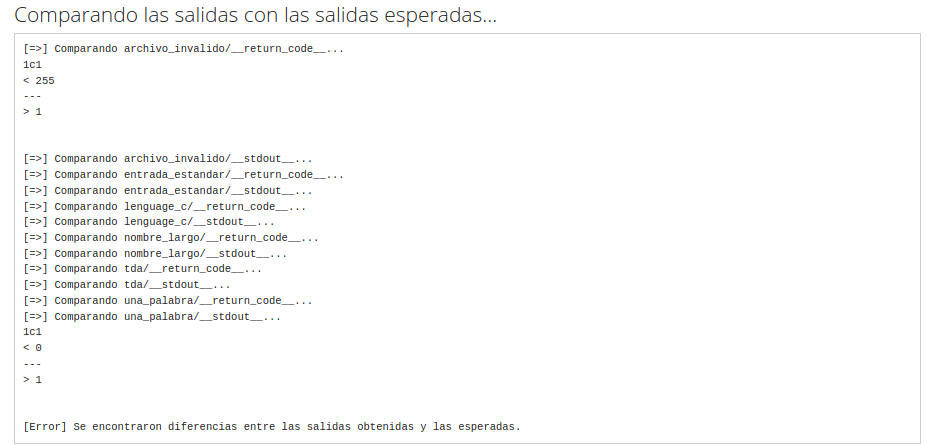 Comparando las salidas con las salidas esperadas...
[=>] Comparando archivo_invalido/__return_code__...
1c1
< 255
---
> 1
[=>] Comparando archivo_invalido/__stdout__...
[=>] Comparando entrada_estandar/__return_code__...
[=>] Comparando entrada_estandar/__stdout__...
[=>] Comparando lenguage_c/__return_code__...
[=>] Comparando lenguage_c/__stdout__...
[=>] Comparando nombre_largo/__return_code__...
[=>] Comparando nombre_largo/__stdout__...
[=>] Comparando tda/__return_code__...
[=>] Comparando tda/__stdout__...
[=>] Comparando una_palabra/__return_code__...
[=>] Comparando una_palabra/__stdout__...
1c1
< 0
---
> 1
[Error] Se encontraron diferencias entre las salidas obtenidas y las esperadas.